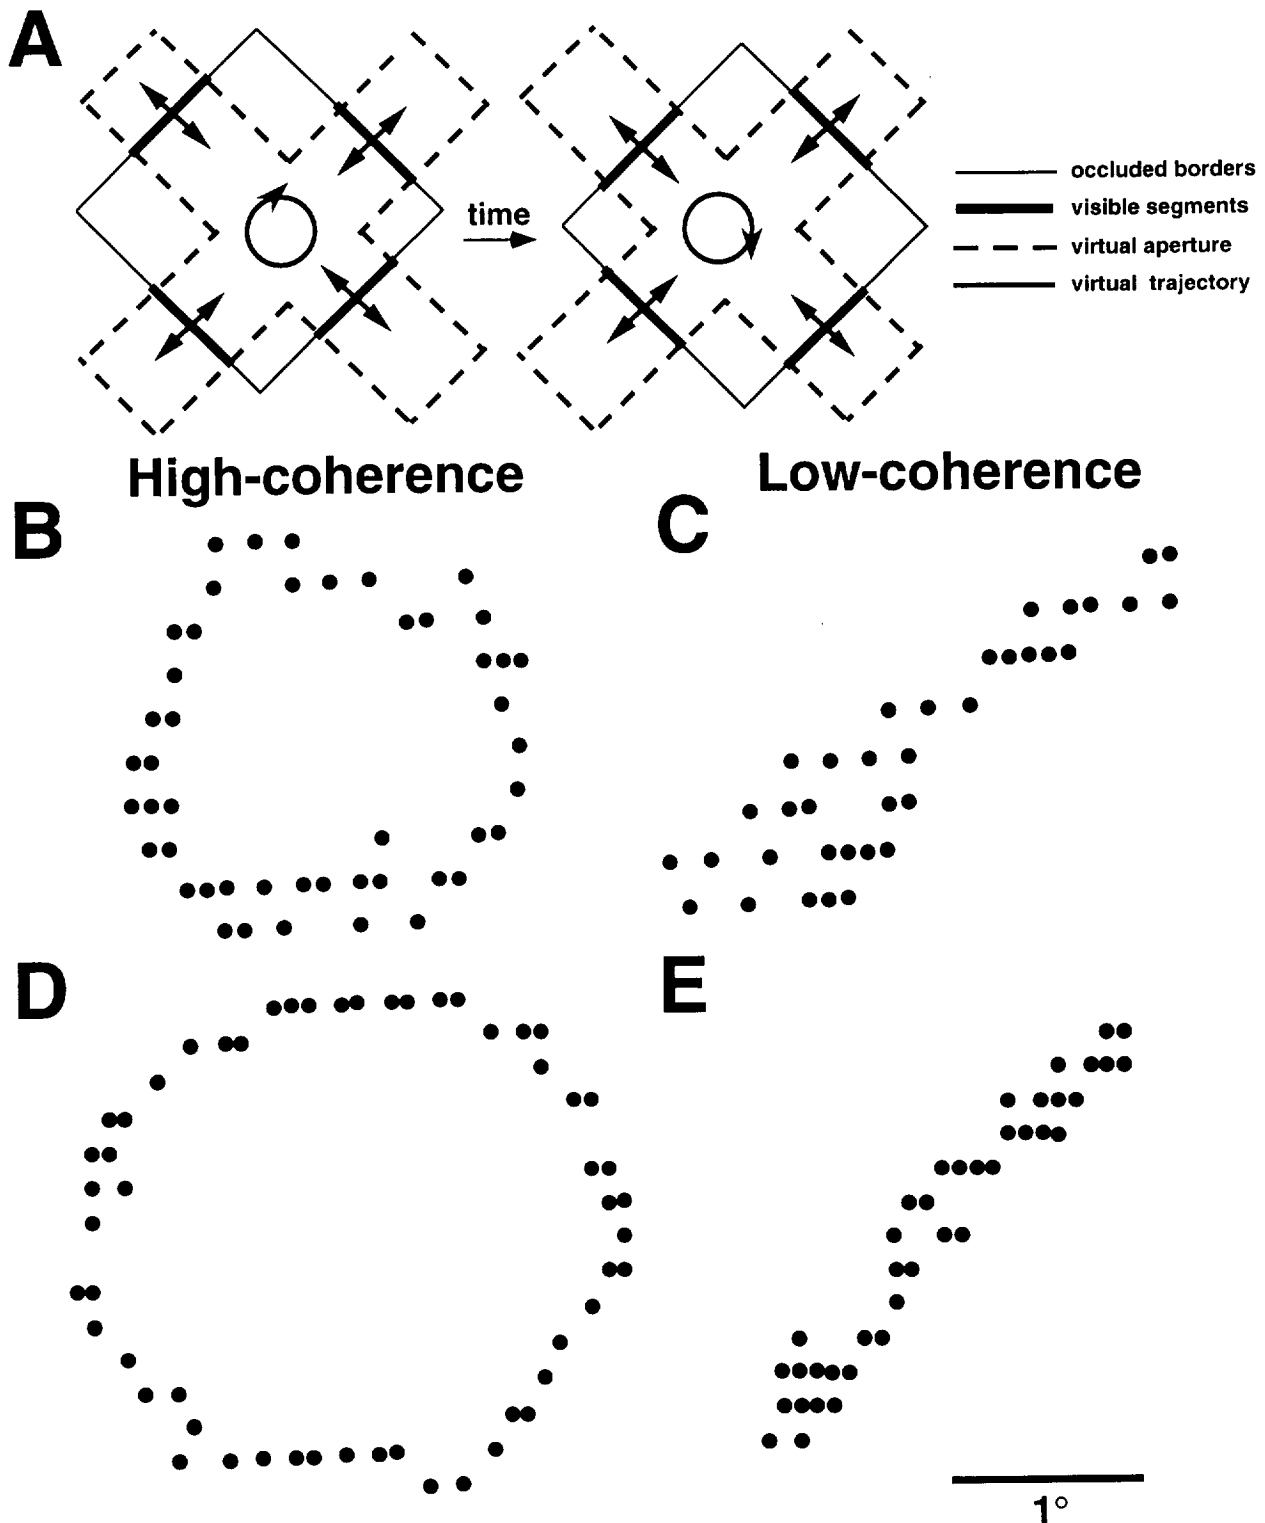 A
time
occluded borders
visible segments
virtual aperture
virtual trajectory
High-coherence
Low-coherence
B
C
D
E
1°